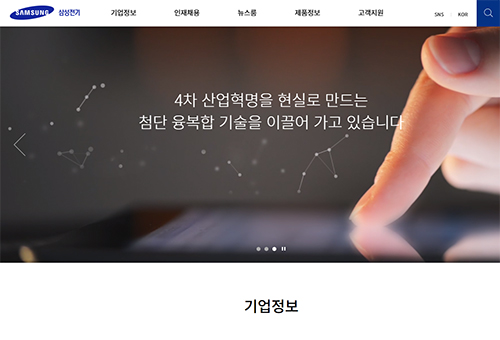 SAMSUNG 삼성전기 기업정보 인재채용 뉴스룸 제품정보 고객지원 SNS KOR
4차 산업혁명을 현실로 만드는
첨단 융복합 기술을 이끌어 가고 있습니다
기업정보